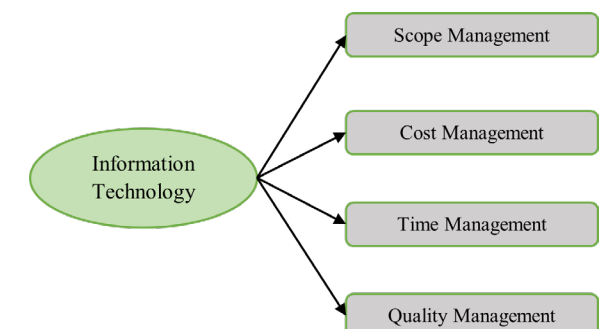 Scope Management
Cost Management
Information
Technology
Time Management
Quality Management